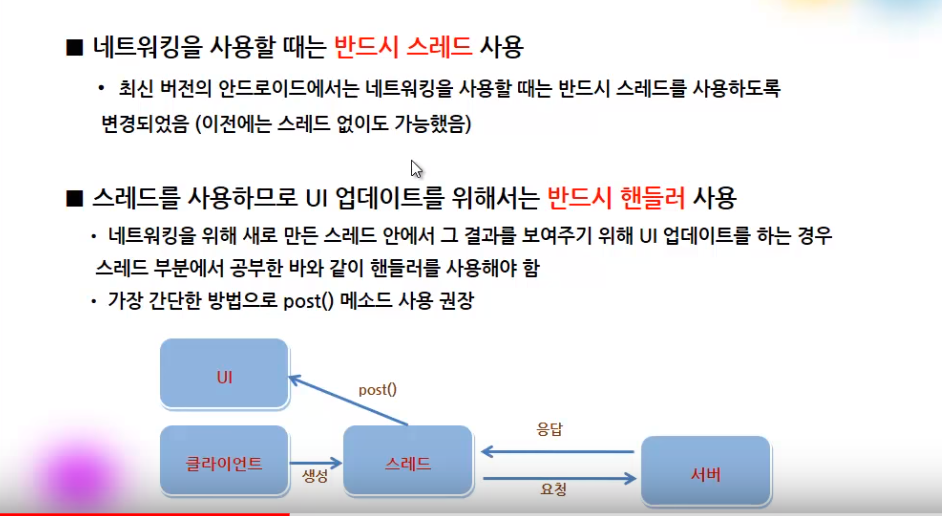 ■ 네트워킹을 사용할 때는 반드시 스레드 사용
• 최신 버전의 안드로이드에서는 네트워킹을 사용할 때는 반드시 스레드를 사용하도록
변경되었음 (이전에는 스레드 없이도 가능했음)
■ 스레드를 사용하므로 UI 업데이트를 위해서는 반드시 핸들러 사용
• 네트워킹을 위해 새로 만든 스레드 안에서 그 결과를 보여주기 위해 UI 업데이트를 하는 경우
스레드 부분에서 공부한 바와 같이 핸들러를 사용해야 함
• 가장 간단한 방법으로 post() 메소드 사용 권장
UI
post()
클라이언트
생성
스레드
응답
요청
서버